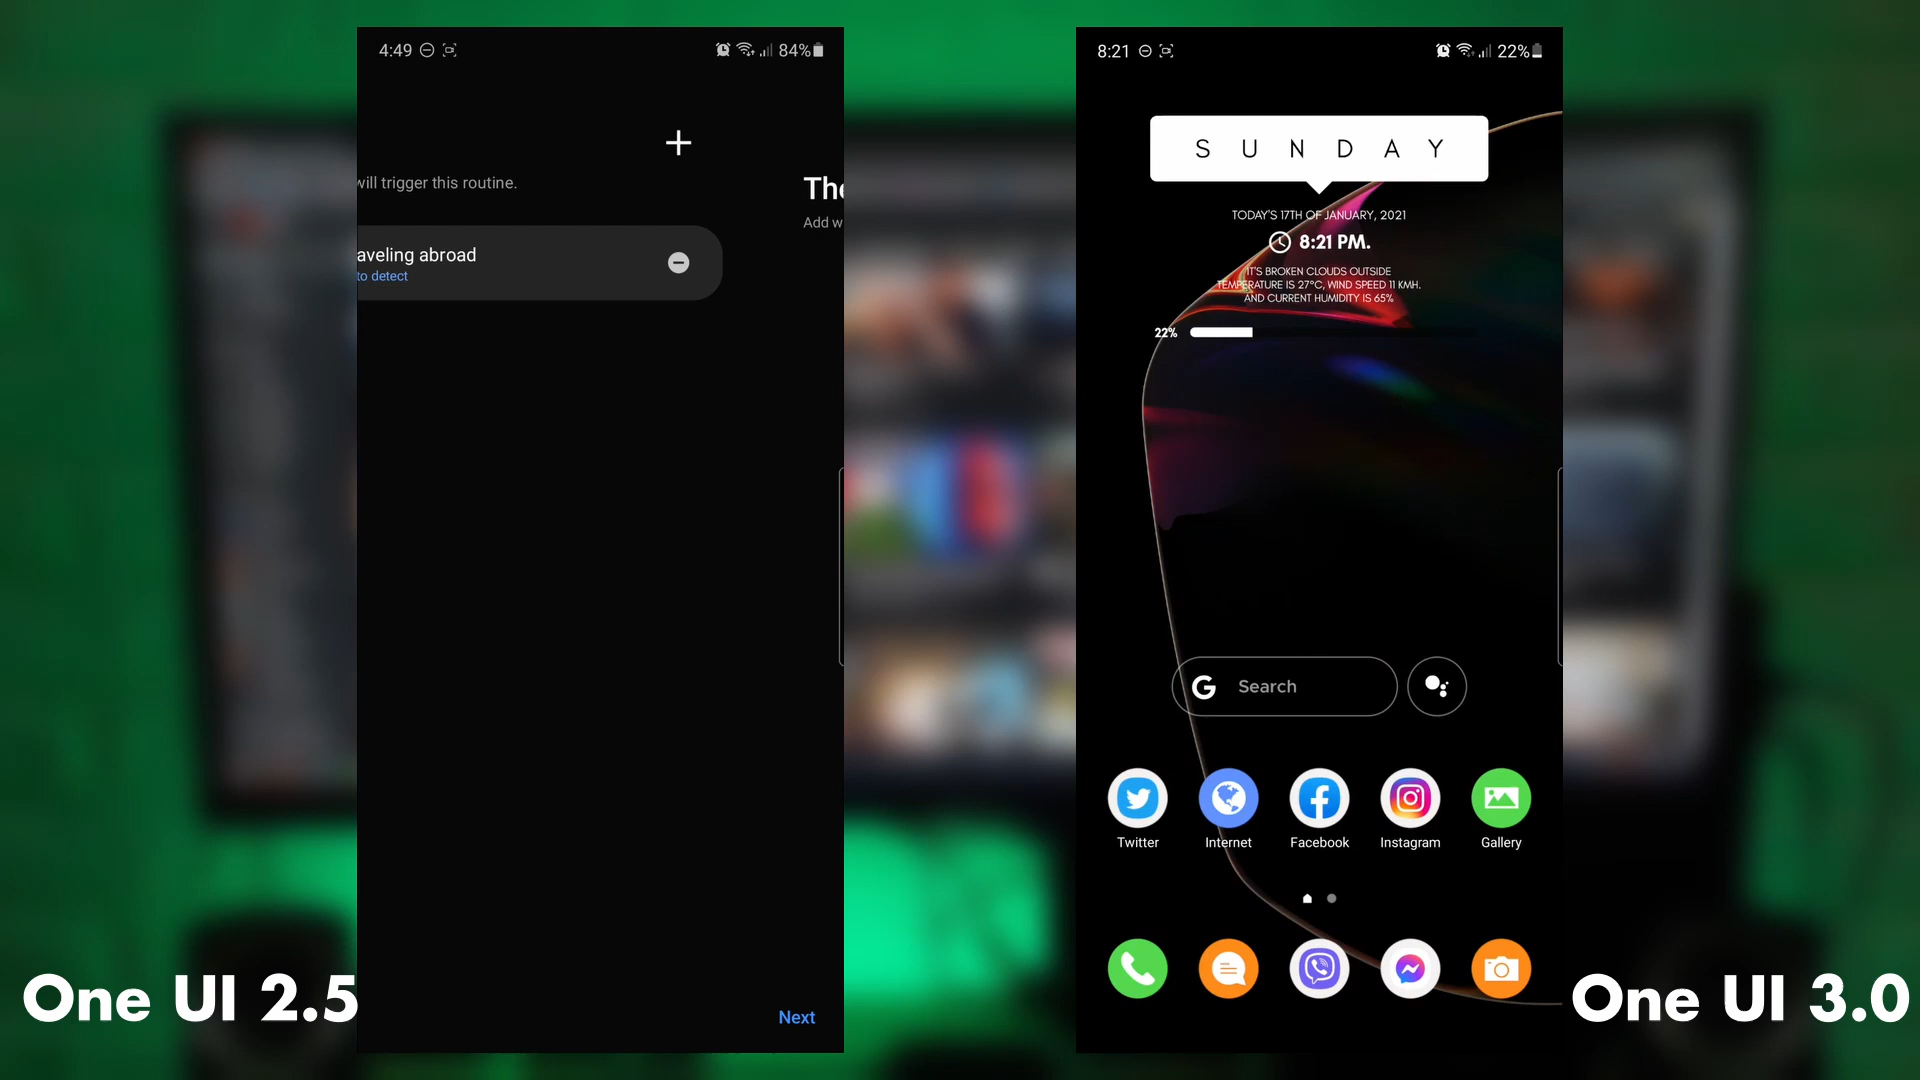 4:49
84%
will trigger this routine.
The
Add w
aveling abroad
to detect
Next
One UI 2.5
8:21
22%
SUNDAY
TODAY'S 17TH OF JANUARY, 2021
8:21 PM.
IT'S BROKEN CLOUDS OUTSIDE
TEMPERATURE IS 27°C, WIND SPEED 11 KMH.
AND CURRENT HUMIDITY IS 65%
22%
G Search
Twitter
Internet
Facebook
Instagram
Gallery
One UI 3.0